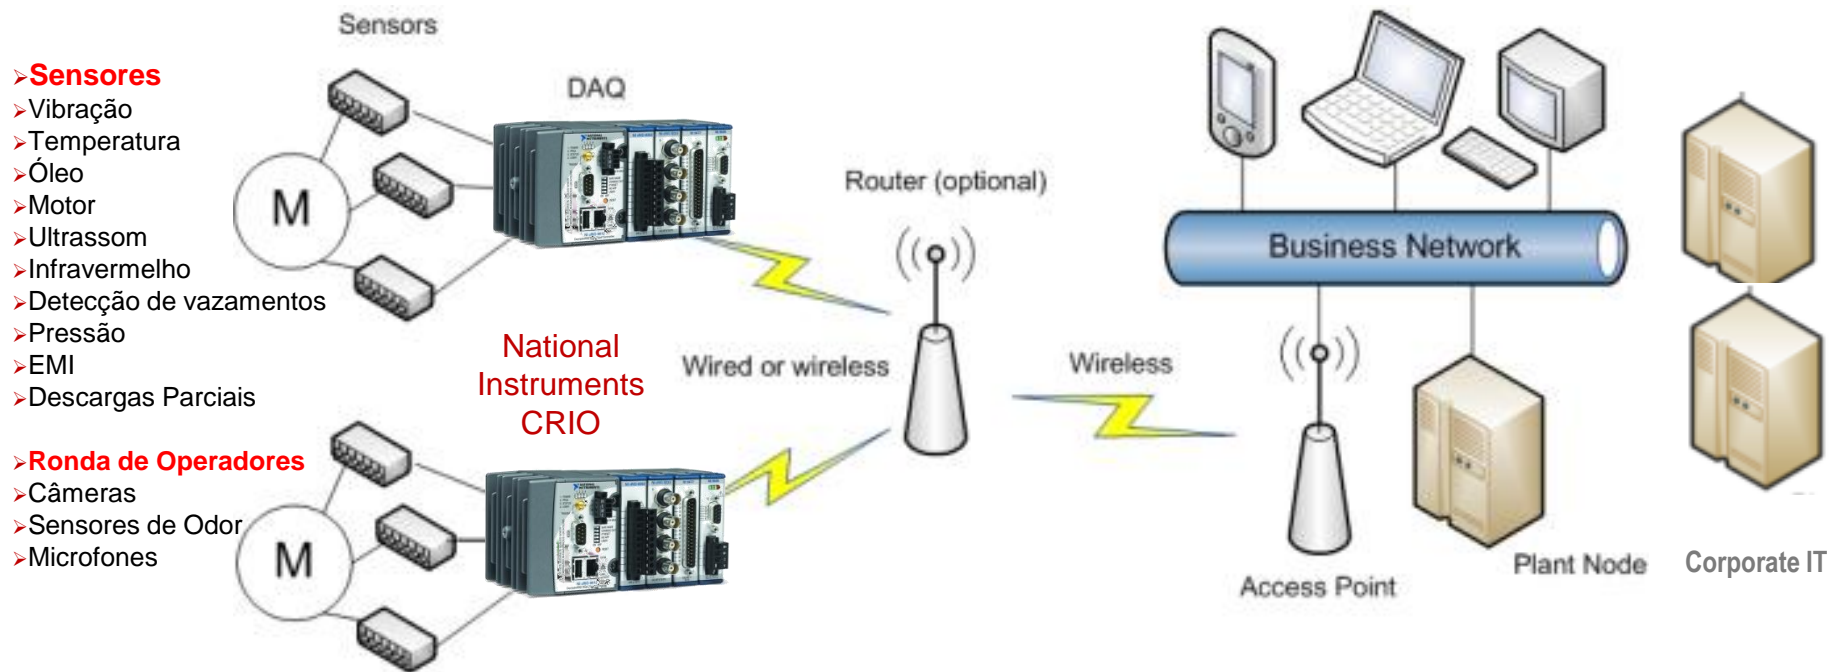 Sensors
➢Sensores
➢Vibração
➢Temperatura
➢Óleo
➢Motor
➢Ultrassom
➢Infravermelho
➢Detecção de vazamentos
➢Pressão
➢EMI
➢Descargas Parciais
➢Ronda de Operadores
➢Câmeras
➢Sensores de Odor
➢Microfones
M
M
DAQ
National
Instruments
CRIO
Wired or wireless
Router (optional)
Wireless
Business Network
Access Point
Plant Node
Corporate IT